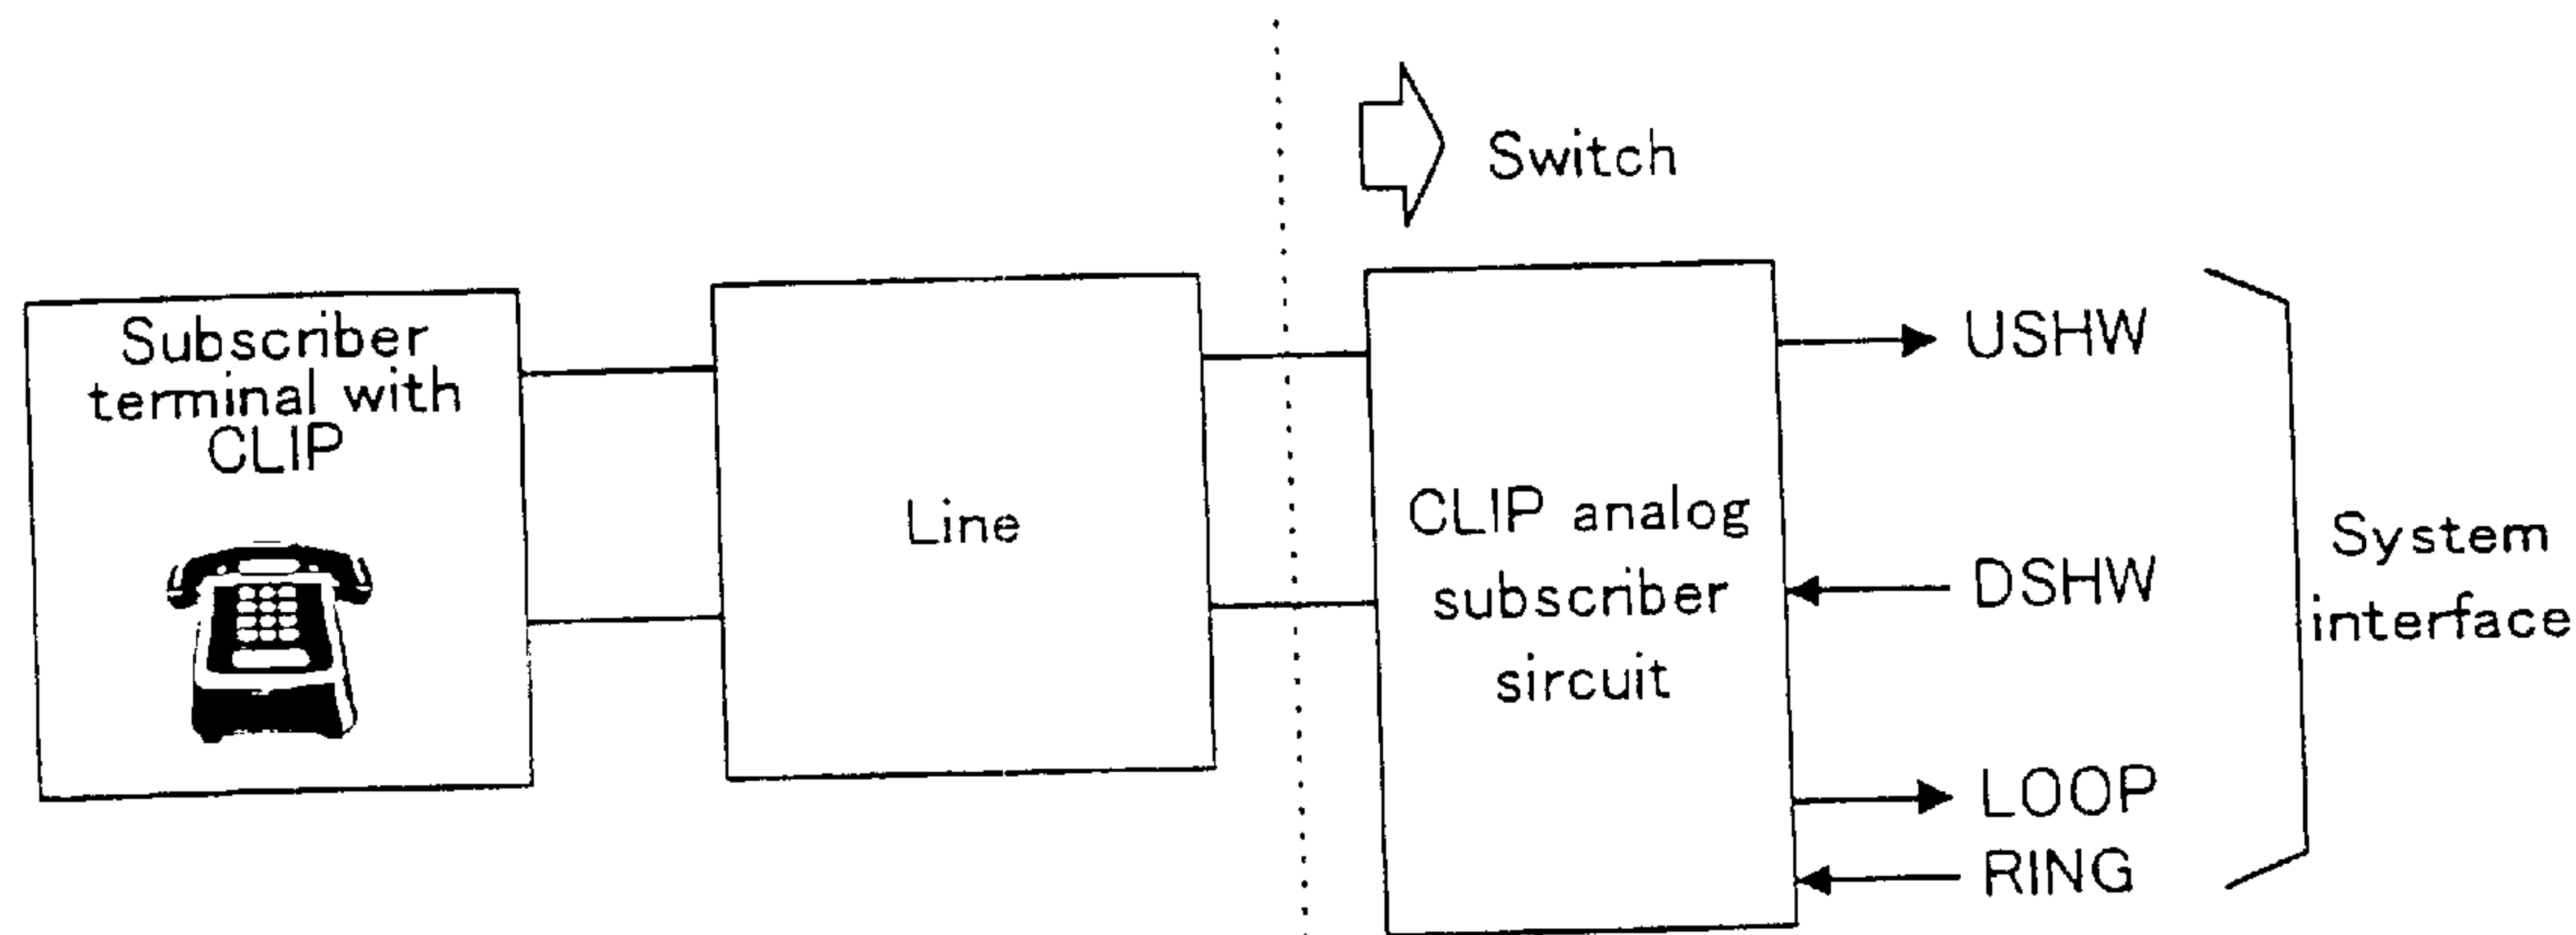 Switch
Subscriber
terminal with
CLIP
Line
CLIP analog
subscriber
sircuit
USHW
DSHW
LOOP
RING
System
interface